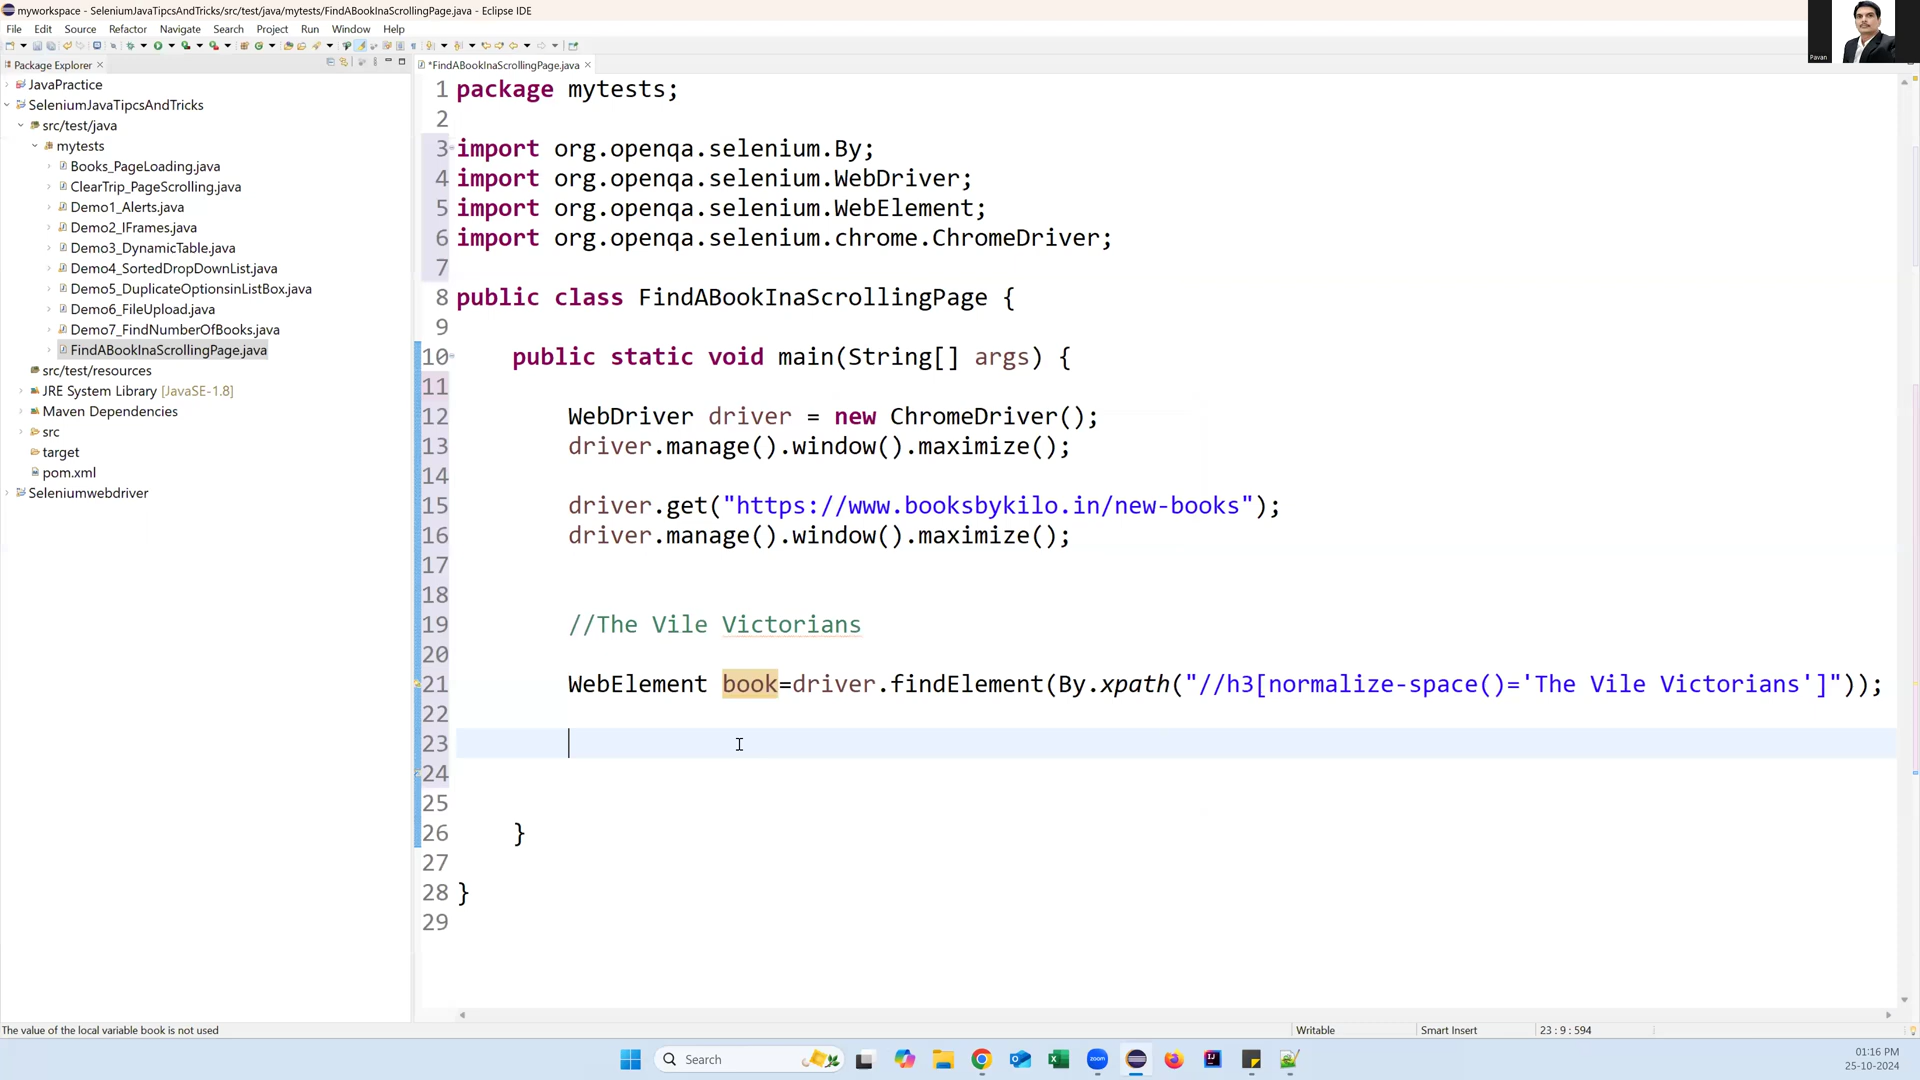 myworkspace - SeleniumJavaTipcsAndTricks/src/test/java/mytests/FindABookInaScrollingPage.java - Eclipse IDE
File Edit Source Refactor Navigate Search Project Run Window Help
Pavan
Package Explorer
JavaPractice
SeleniumJavaTipcsAndTricks
src/test/java
mytests
Books_PageLoading.java
ClearTrip_PageScrolling.java
Demo1_Alerts.java
Demo2_IFrames.java
Demo3_DynamicTable.java
Demo4_SortedDropDownList.java
Demo5_DuplicateOptionsinListBox.java
Demo6_FileUpload.java
Demo7_FindNumberOfBooks.java
FindABookInaScrollingPage.java
src/test/resources
JRE System Library [JavaSE-1.8]
Maven Dependencies
src
target
pom.xml
Seleniumwebdriver
*FindABookInaScrollingPage.java
1 package mytests;
2
3 import org.openqa.selenium.By;
4 import org.openqa.selenium.WebDriver;
5 import org.openqa.selenium.WebElement;
6 import org.openqa.selenium.chrome.ChromeDriver;
7
8 public class FindABookInaScrollingPage {
9
10 public static void main(String[] args) {
11
12 WebDriver driver = new ChromeDriver();
13 driver.manage().window().maximize();
14
15 driver.get("https://www.booksbykilo.in/new-books");
16 driver.manage().window().maximize();
17
18
19 //The Vile Victorians
20
21 WebElement book=driver.findElement(By.xpath("//h3[normalize-space()='The Vile Victorians']"));
22
23
24
25
26 }
27
28 }
29
The value of the local variable book is not used
Writable
Smart Insert
23 : 9 : 594
Search
zoom
01:16 PM
25-10-2024